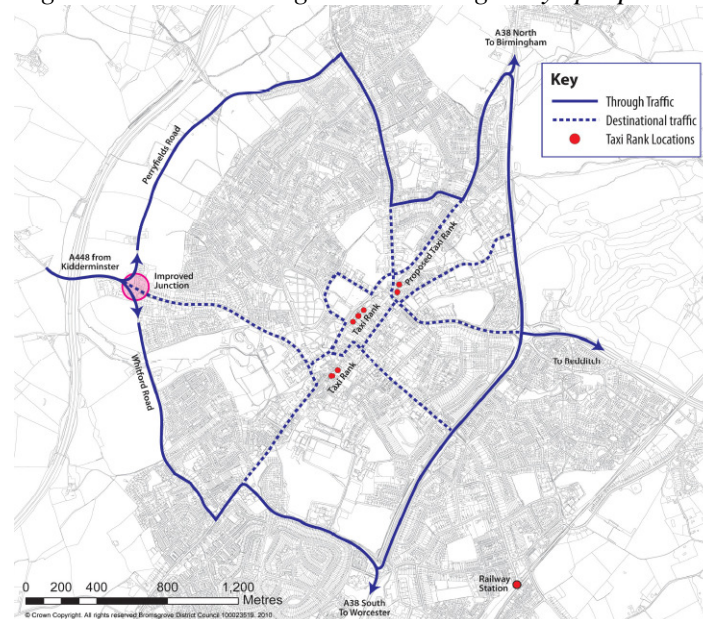 A38 North
To Birmingham
Key
Through Traffic
Destinational traffic
Taxi Rank Locations
Perryfields Road
A448 from
Kidderminster
Improved
Junction
Proposed Taxi Rank
Taxi Rank
Taxi Rank
To Redditch
Whitford Road
Railway
Station
0 200 400 800 1,200
Metres
A38 South
To Worcester
© Crown Copyright. All rights reserved Bromsgrove District Council 100023519. 2010